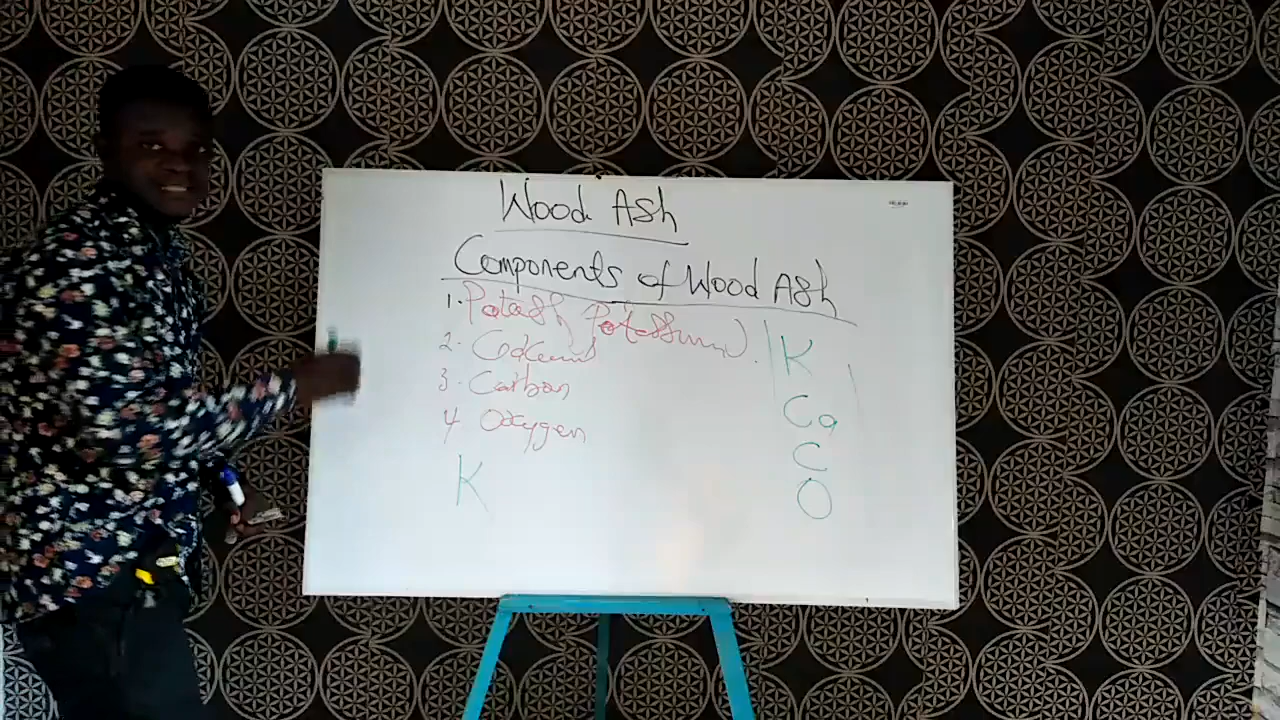 Wood Ash
Components of Wood Ash
1. Potash, Potassium).
2. Calcium
3. Carbon
4 Oxygen
K
K
Ca
C
O